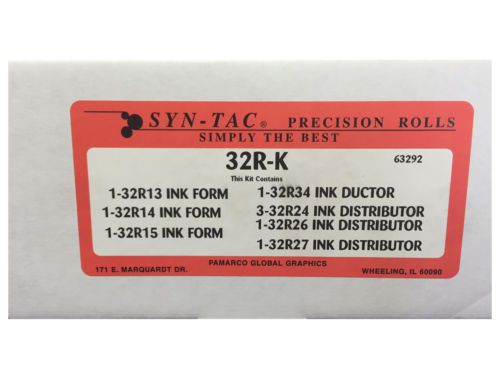 SYN-TAC® PRECISION ROLLS
SIMPLY THE BEST
32R-K 63292
This Kit Contains
1-32R13 INK FORM 1-32R34 INK DUCTOR
1-32R14 INK FORM 3-32R24 INK DISTRIBUTOR
1-32R15 INK FORM 1-32R26 INK DISTRIBUTOR
1-32R27 INK DISTRIBUTOR
PAMARCO GLOBAL GRAPHICS
171 E. MARQUARDT DR. WHEELING, IL 60090